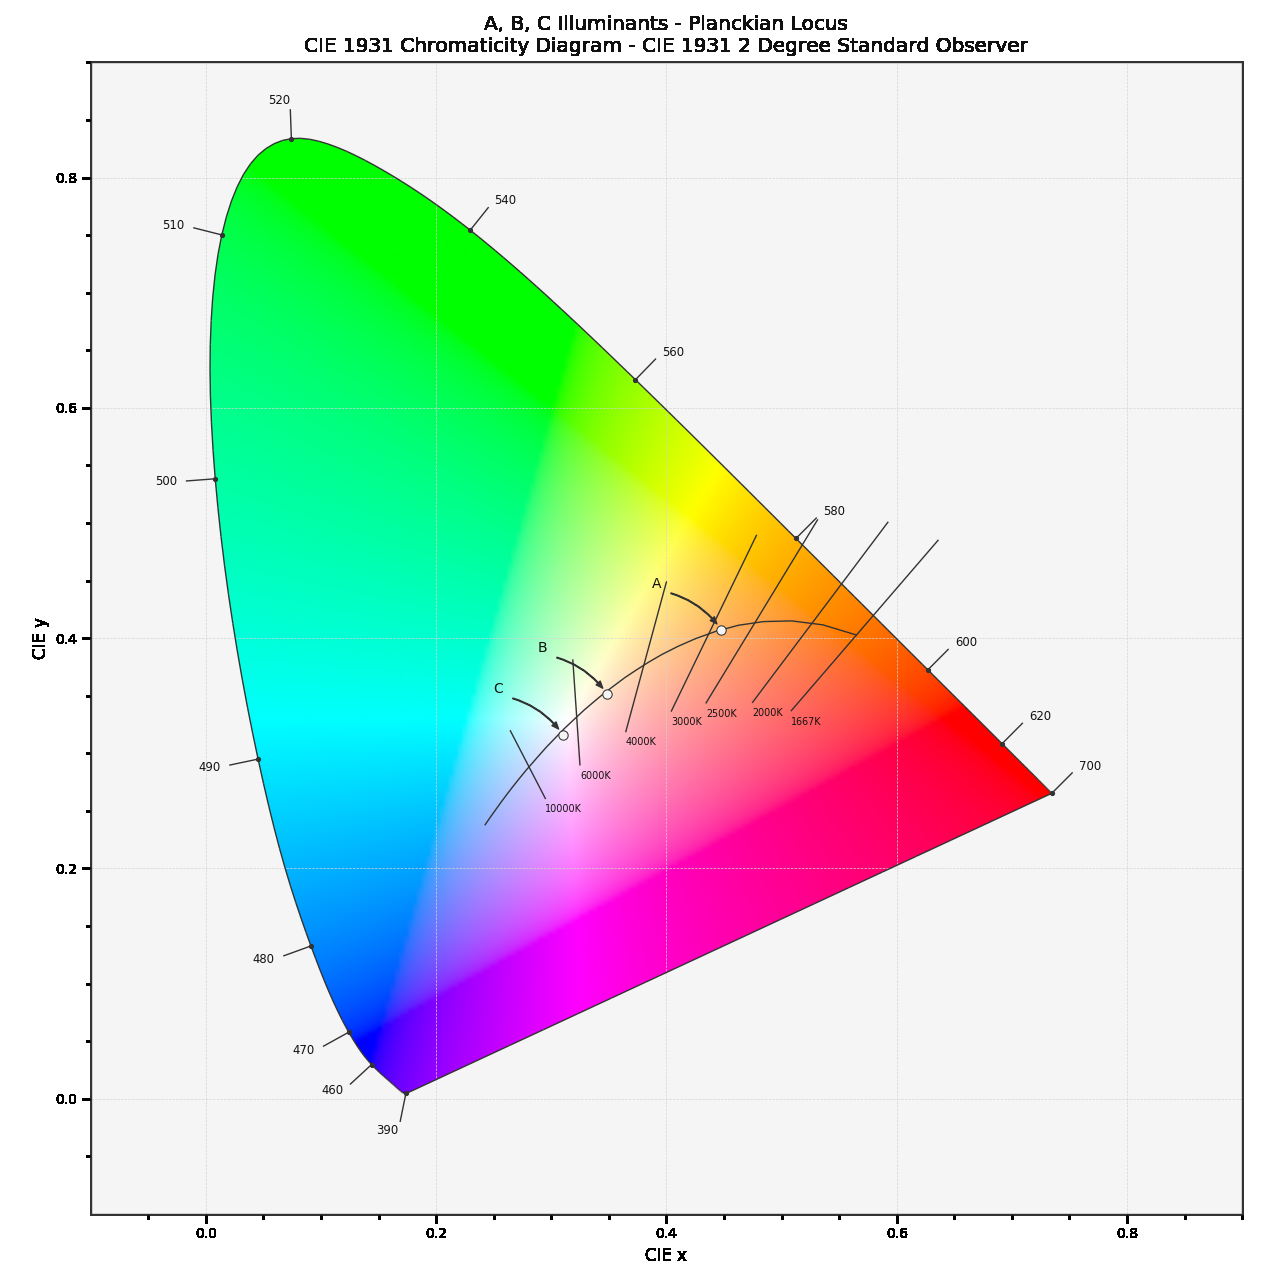 A, B, C Illuminants - Planckian Locus
CIE 1931 Chromaticity Diagram - CIE 1931 2 Degree Standard Observer
520
540
510
560
500
580
A
B
600
C
620
3000K
2500K
2000K
1667K
4000K
490
700
6000K
10000K
480
470
460
390
0.8
0.6
0.4
0.2
0.0
CIE y
0.0
0.2
0.4
0.6
0.8
CIE x